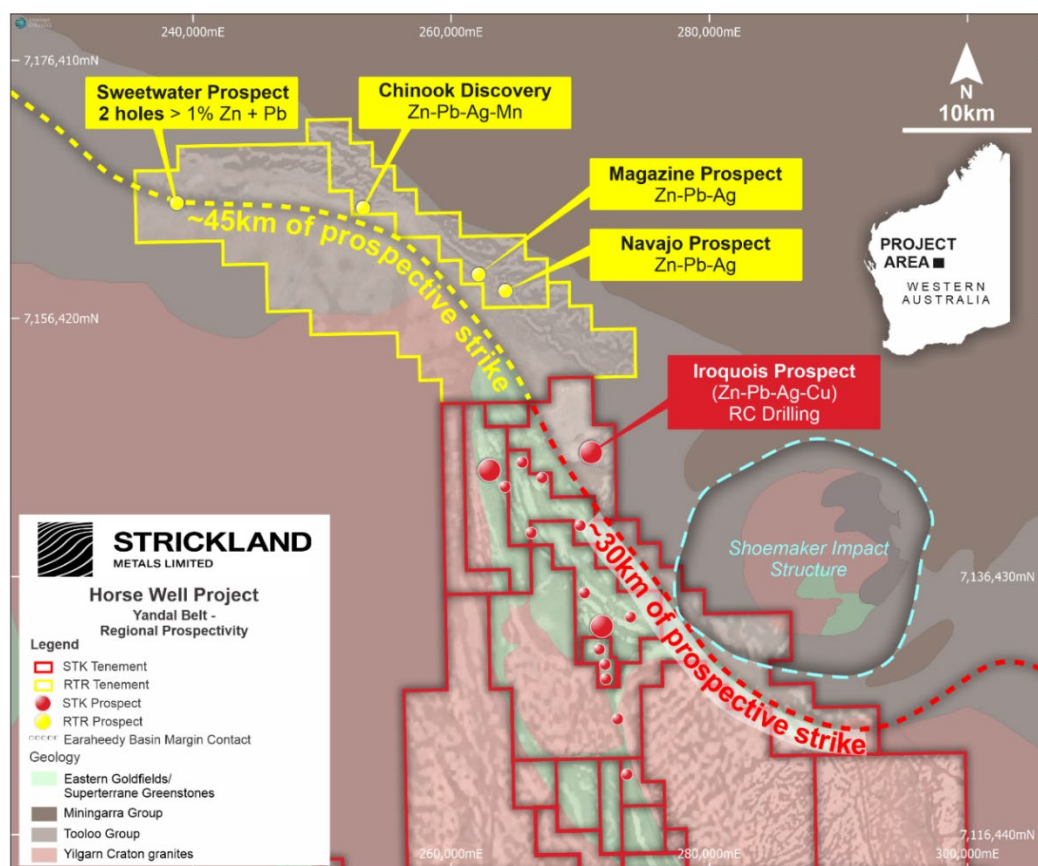 240,000mE
260,000mE
280,000mE
7,176,410mN
Sweetwater Prospect
2 holes > 1% Zn + Pb
Chinook Discovery
Zn-Pb-Ag-Mn
N
10km
Magazine Prospect
Zn-Pb-Ag
~45km of prospective strike
Navajo Prospect
Zn-Pb-Ag
PROJECT
AREA
WESTERN
AUSTRALIA
7,156,420mN
Iroquois Prospect
(Zn-Pb-Ag-Cu)
RC Drilling
Shoemaker Impact
Structure
~30km of prospective strike
7,136,430mN
STRICKLAND
METALS LIMITED
Horse Well Project
Yandal Belt -
Regional Prospectivity
Legend
STK Tenement
RTR Tenement
STK Prospect
RTR Prospect
Earaheedy Basin Margin Contact
Geology
Eastern Goldfields/
Superterrane Greenstones
Miningarra Group
Tooloo Group
Yilgarn Craton granites
7,116,440mN
260,000mE
280,000mE
300,000mE